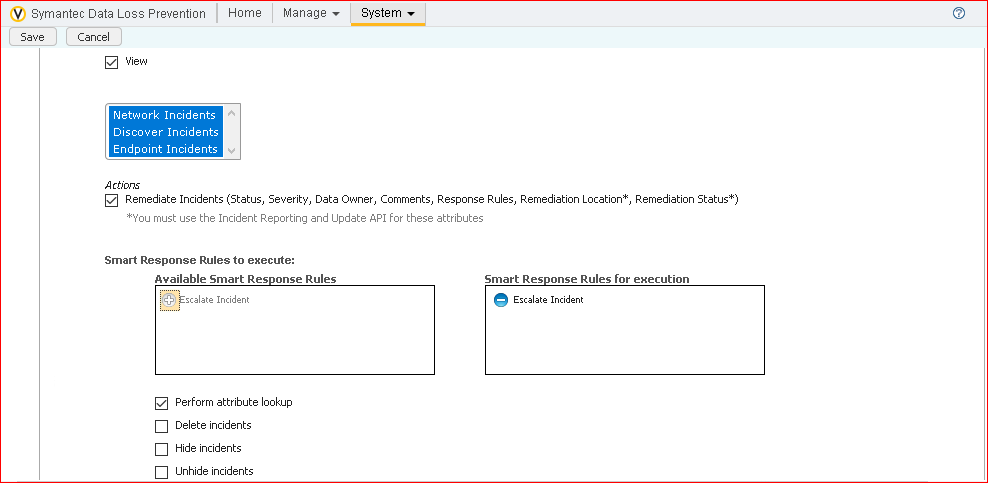 Symantec Data Loss Prevention Home Manage System
Save Cancel
View
Network Incidents
Discover Incidents
Endpoint Incidents
Actions
Remediate Incidents (Status, Severity, Data Owner, Comments, Response Rules, Remediation Location*, Remediation Status*)
*You must use the Incident Reporting and Update API for these attributes
Smart Response Rules to execute:
Available Smart Response Rules Smart Response Rules for execution
Escalate Incident Escalate Incident
Perform attribute lookup
Delete incidents
Hide incidents
Unhide incidents